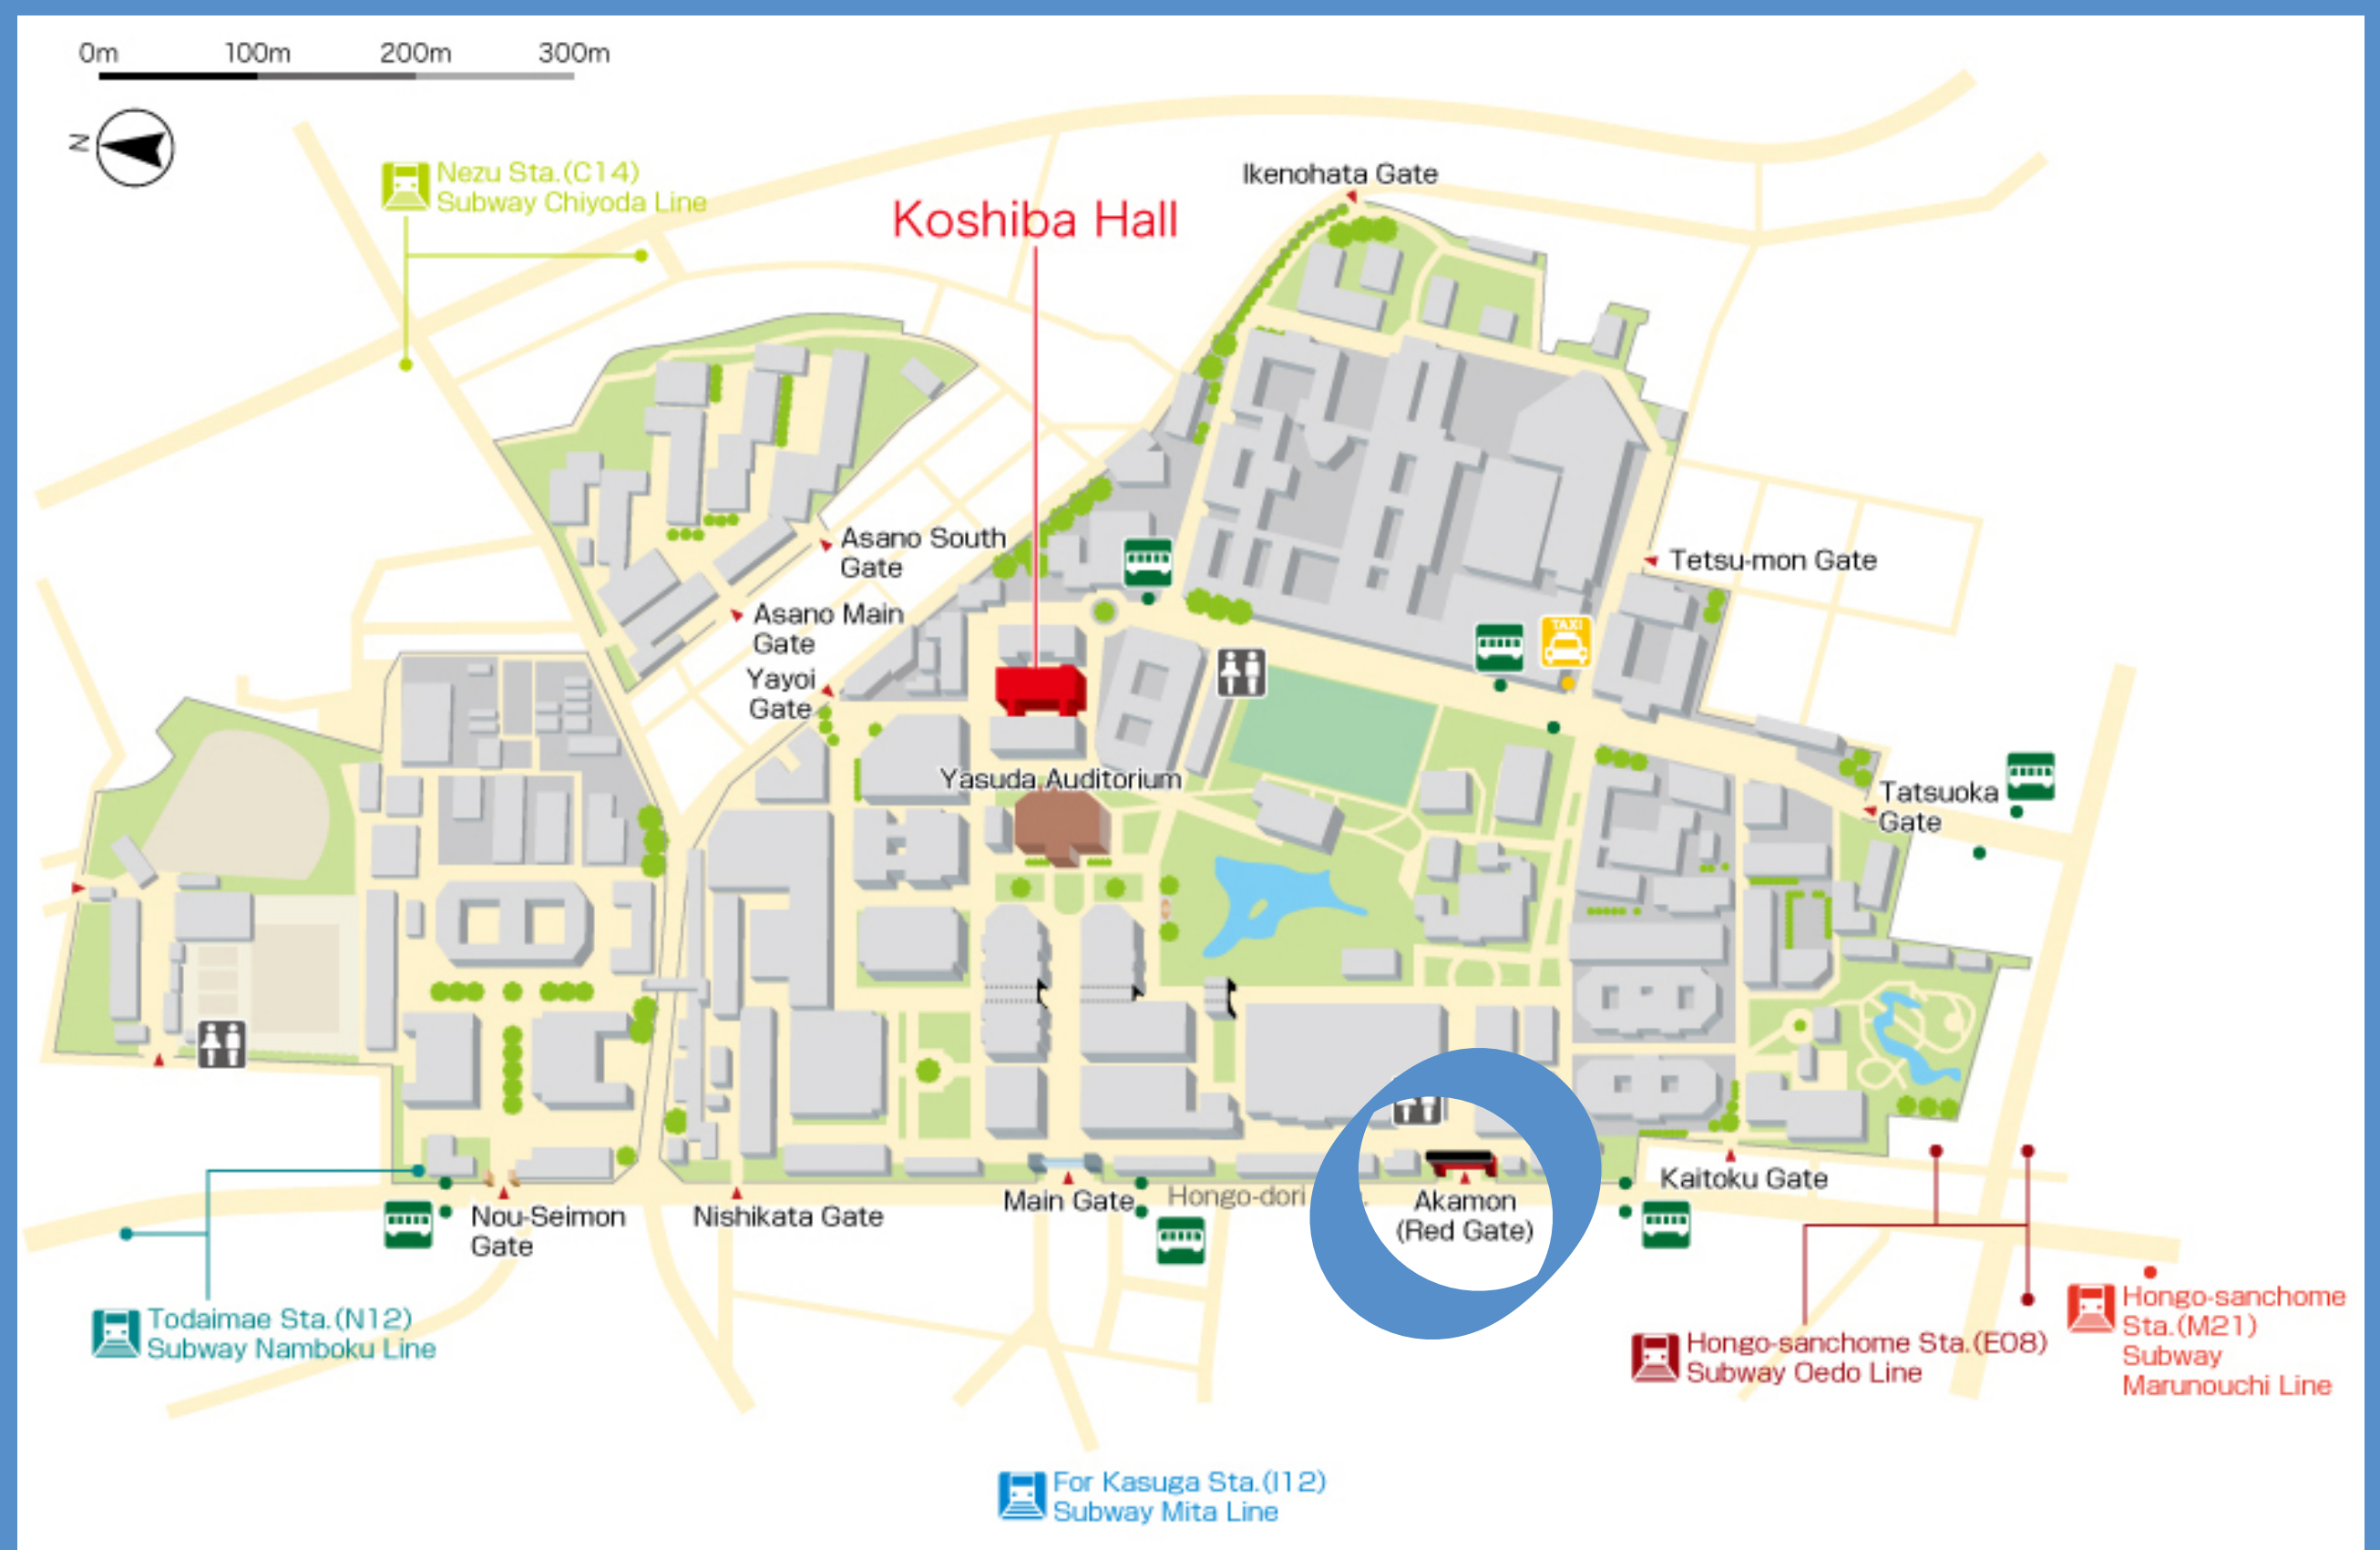 0m 100m 200m 300m
N
Nezu Sta.(C14)
Subway Chiyoda Line
Ikenohata Gate
Koshiba Hall
Asano South
Gate
Tetsu-mon Gate
TAXI
Asano Main
Gate
Yayoi
Gate
Yasuda Auditorium
Tatsuoka
Gate
Kaitoku Gate
Main Gate
Hongo-dori
Akamon
(Red Gate)
Nou-Seimon
Gate
Nishikata Gate
Todaimae Sta.(N12)
Subway Namboku Line
Hongo-sanchome Sta.(E08)
Subway Oedo Line
Hongo-sanchome
Sta.(M21)
Subway
Marunouchi Line
For Kasuga Sta.(I12)
Subway Mita Line